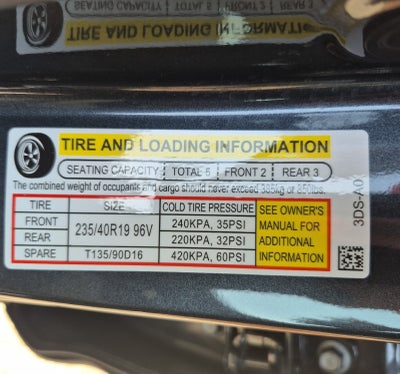 TIRE AND LOADING INFORMATION
SEATING CAPACITY TOTAL 5 FRONT 2 REAR 3
The combined weight of occupants and cargo should never exceed 385kg or 850lbs.
TIRE SIZE COLD TIRE PRESSURE SEE OWNER'S MANUAL FOR ADDITIONAL INFORMATION
FRONT 235/40R19 96V 240KPA, 35PSI
REAR 220KPA, 32PSI
SPARE T135/90D16 420KPA, 60PSI
3DS-A0